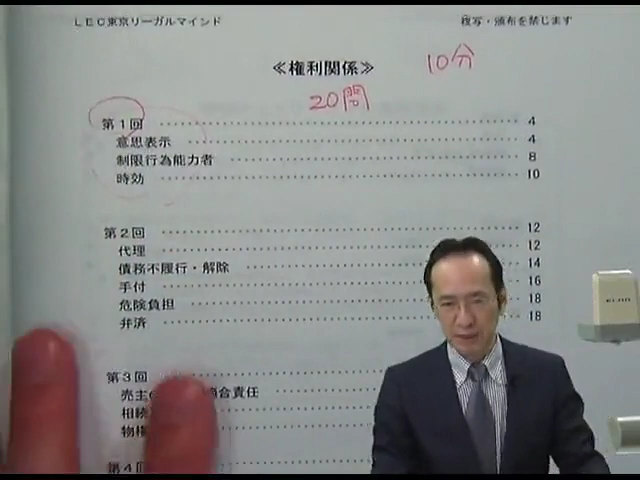 LEC東京リーガルマインド 複写・頒布を禁じます
≪権利関係≫ 10分
20問
第1回 4
意思表示 4
制限行為能力者 8
時効 10
第2回 12
代理 12
債務不履行・解除 14
手付 16
危険負担 18
弁済 18
第3回
売主 適合責任
相続
物権
第4
ELMO